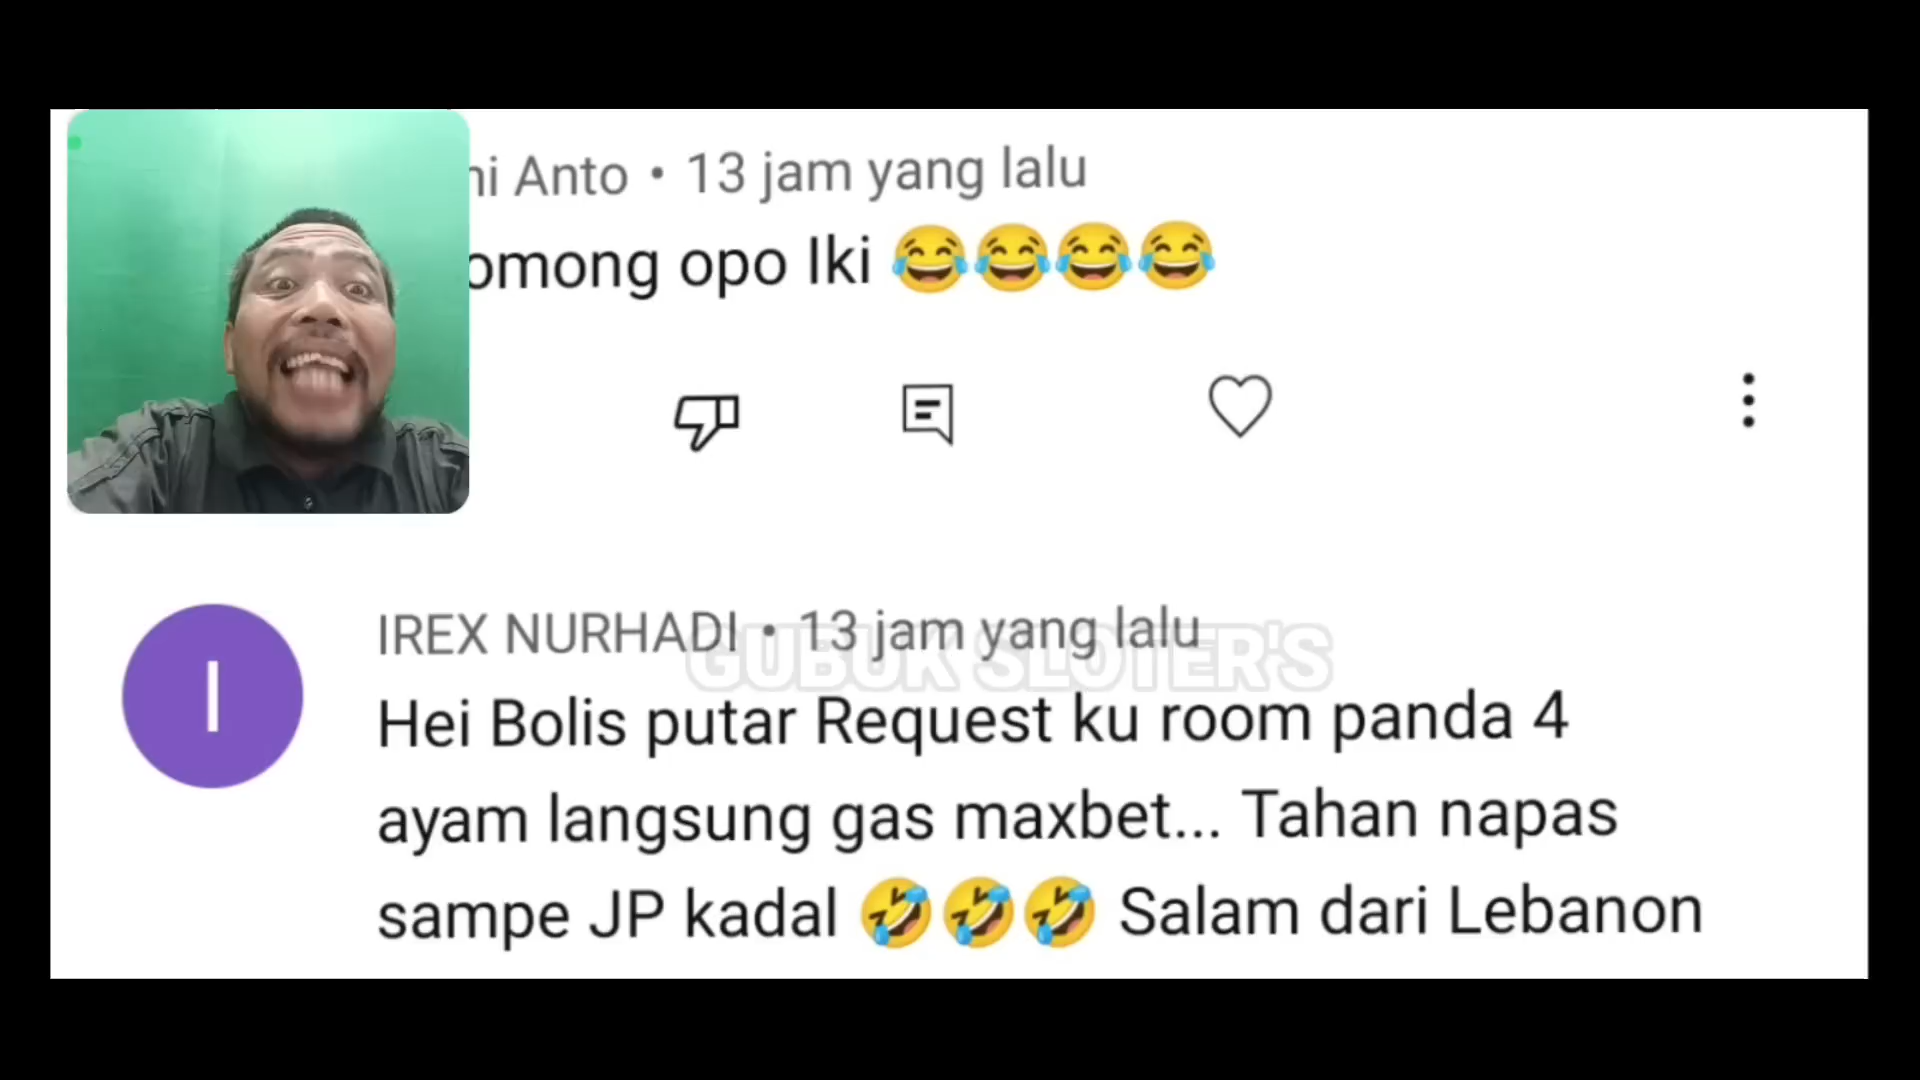 ni Anto • 13 jam yang lalu
omong opo Iki 😂😂😂😂
I
IREX NURHADI • 13 jam yang lalu
GUBUK SLOTER'S
Hei Bolis putar Request ku room panda 4
ayam langsung gas maxbet... Tahan napas
sampe JP kadal 🤣🤣🤣 Salam dari Lebanon